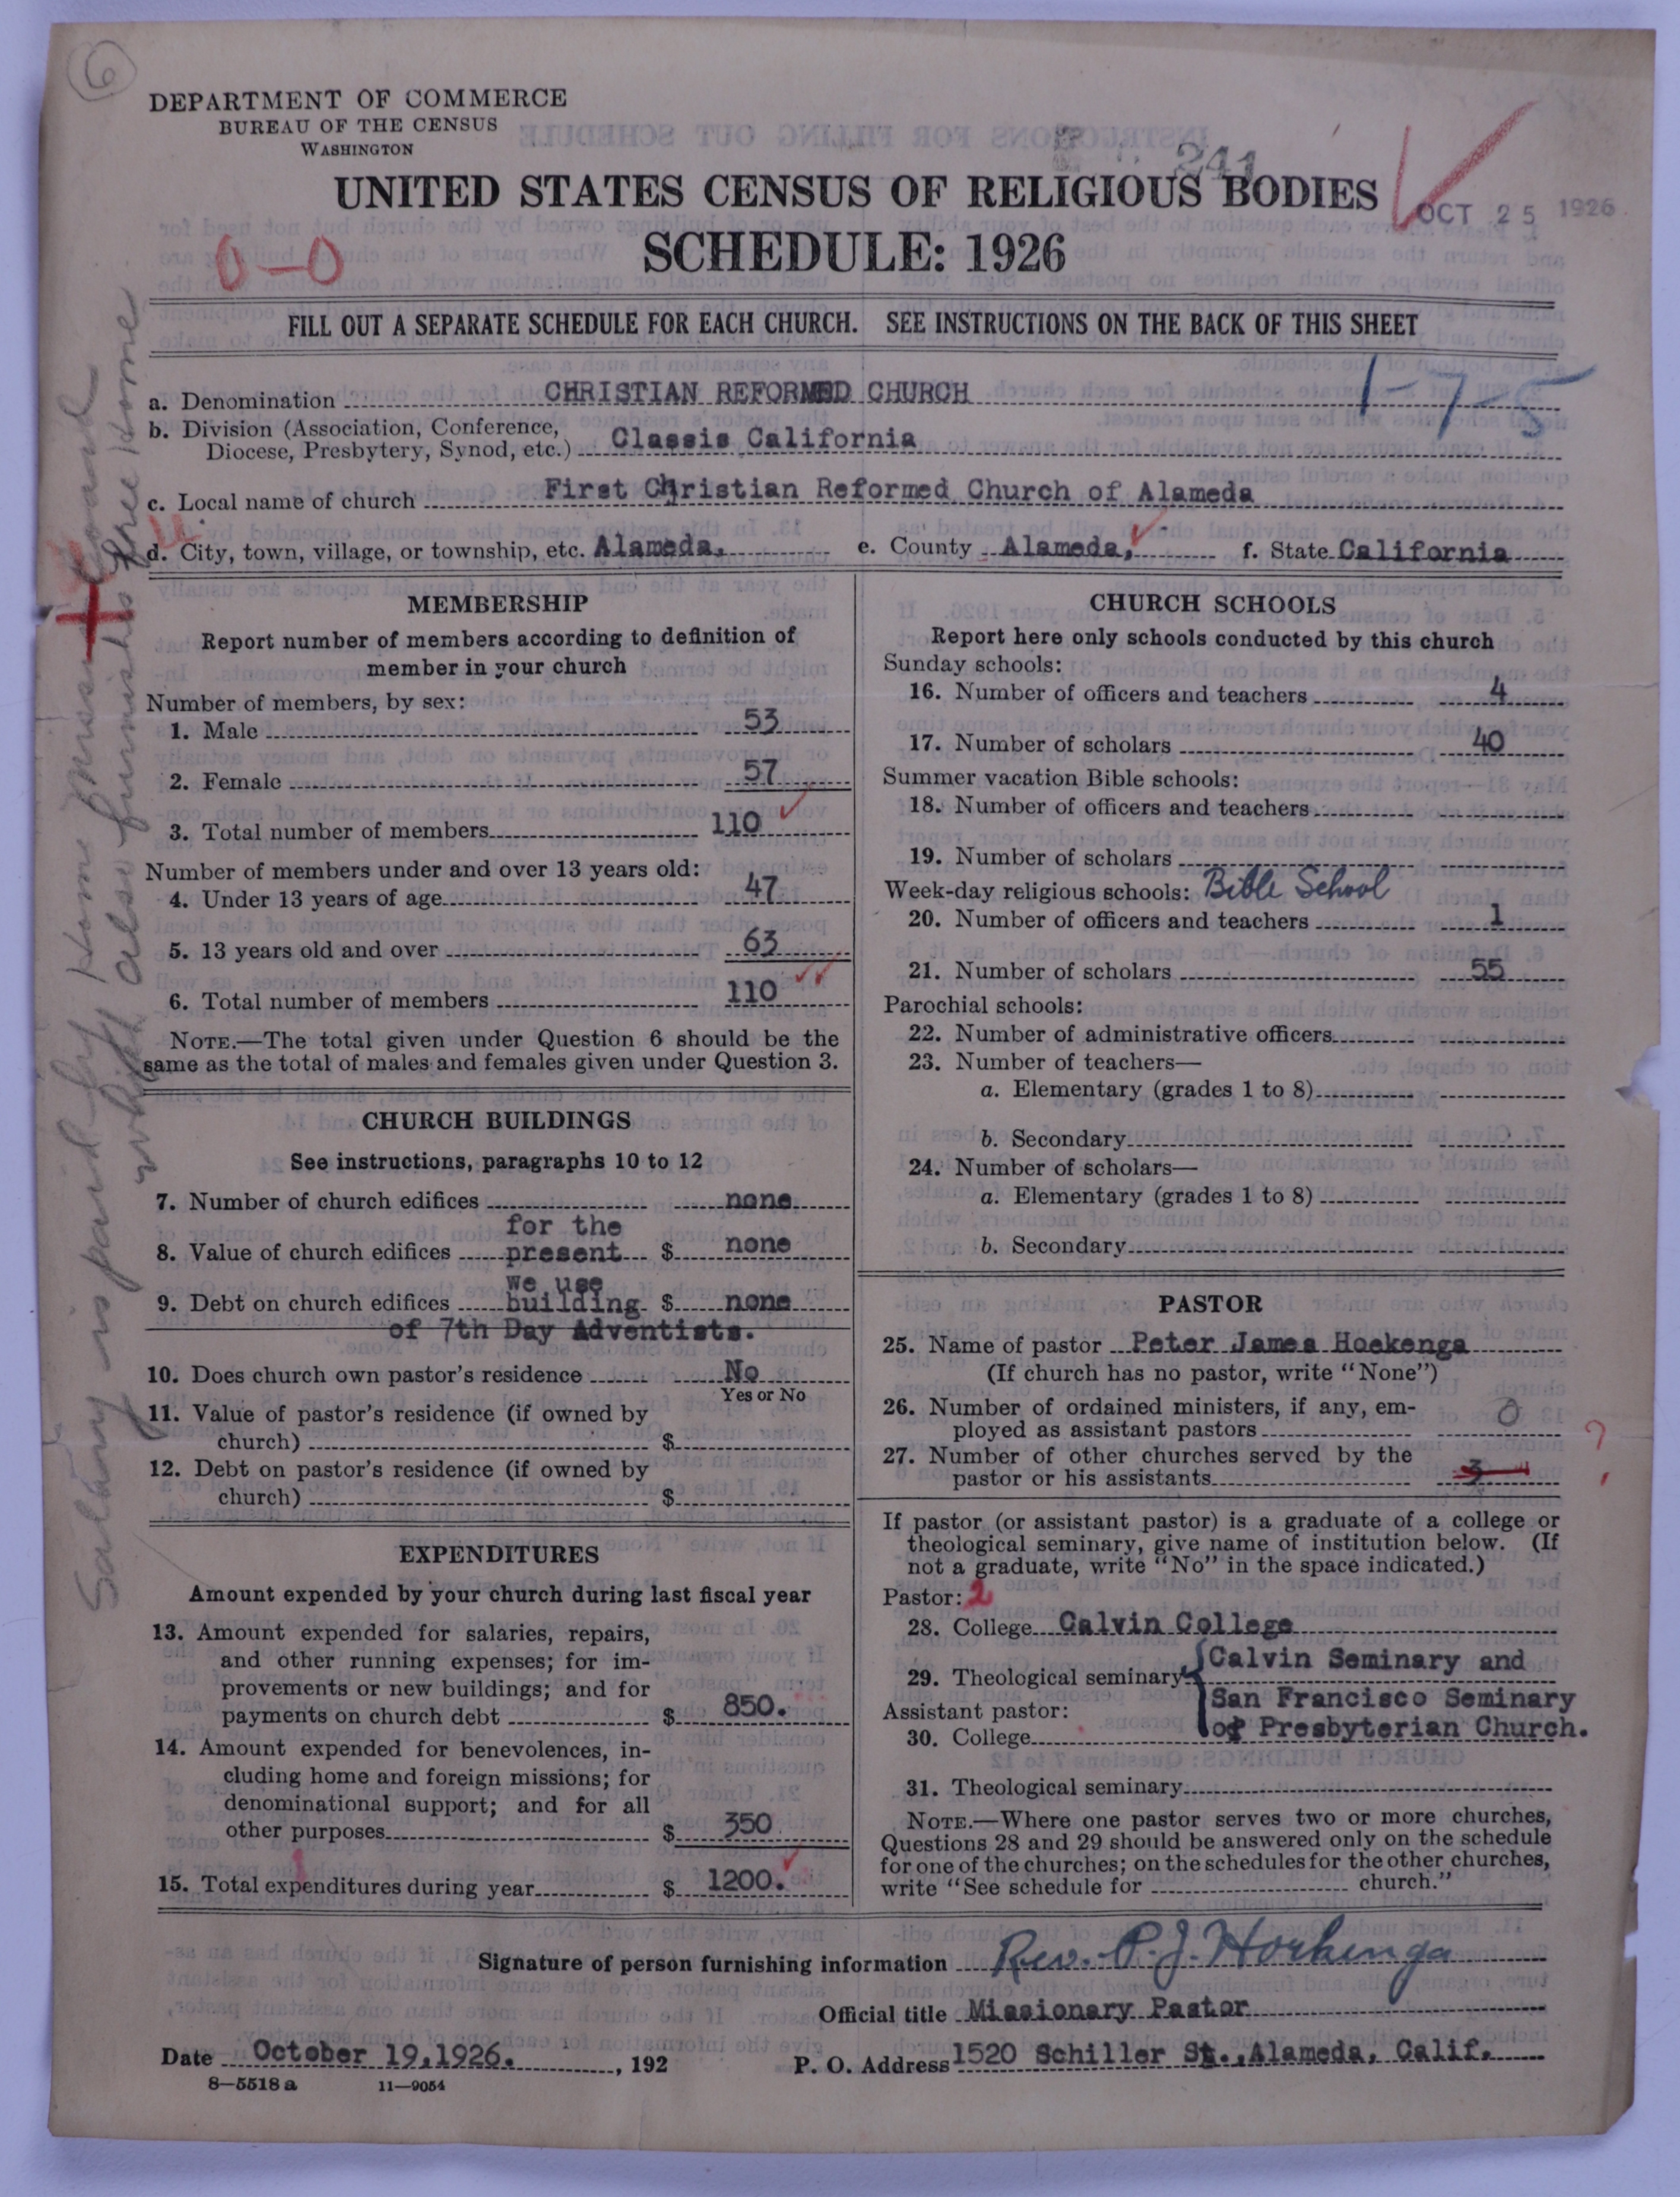 6
DEPARTMENT OF COMMERCE
BUREAU OF THE CENSUS
WASHINGTON
241
UNITED STATES CENSUS OF RELIGIOUS BODIES
OCT 25 1926
SCHEDULE: 1926
0-0
FILL OUT A SEPARATE SCHEDULE FOR EACH CHURCH. SEE INSTRUCTIONS ON THE BACK OF THIS SHEET
1-7-5
a. Denomination CHRISTIAN REFORMED CHURCH
b. Division (Association, Conference,
Diocese, Presbytery, Synod, etc.) Classis California
c. Local name of church First Christian Reformed Church of Alameda
d. City, town, village, or township, etc. Alameda, e. County Alameda, f. State California
Salary is paid by Home Mission Board
which also furnishes free home
MEMBERSHIP
Report number of members according to definition of
member in your church
Number of members, by sex:
1. Male 53
2. Female 57
3. Total number of members 110
Number of members under and over 13 years old:
4. Under 13 years of age 47
5. 13 years old and over 63
6. Total number of members 110
NOTE.—The total given under Question 6 should be the
same as the total of males and females given under Question 3.
CHURCH BUILDINGS
See instructions, paragraphs 10 to 12
7. Number of church edifices none
for the
8. Value of church edifices present $ none
we use
9. Debt on church edifices building $ none
of 7th Day Adventists.
10. Does church own pastor's residence No
Yes or No
11. Value of pastor's residence (if owned by
church) $
12. Debt on pastor's residence (if owned by
church) $
EXPENDITURES
Amount expended by your church during last fiscal year
13. Amount expended for salaries, repairs,
and other running expenses; for im-
provements or new buildings; and for
payments on church debt $ 850.
14. Amount expended for benevolences, in-
cluding home and foreign missions; for
denominational support; and for all
other purposes $ 350
15. Total expenditures during year $ 1200.
CHURCH SCHOOLS
Report here only schools conducted by this church
Sunday schools:
16. Number of officers and teachers 4
17. Number of scholars 40
Summer vacation Bible schools:
18. Number of officers and teachers
19. Number of scholars
Week-day religious schools: Bible School
20. Number of officers and teachers 1
21. Number of scholars 55
Parochial schools:
22. Number of administrative officers
23. Number of teachers—
a. Elementary (grades 1 to 8)
b. Secondary
24. Number of scholars—
a. Elementary (grades 1 to 8)
b. Secondary
PASTOR
25. Name of pastor Peter James Hoekenga
(If church has no pastor, write "None")
26. Number of ordained ministers, if any, em-
ployed as assistant pastors 0
27. Number of other churches served by the
pastor or his assistants 3
?
If pastor (or assistant pastor) is a graduate of a college or
theological seminary, give name of institution below. (If
not a graduate, write "No" in the space indicated.)
Pastor: 2
28. College Calvin College
29. Theological seminary Calvin Seminary and
San Francisco Seminary
of Presbyterian Church.
Assistant pastor:
30. College
31. Theological seminary
NOTE.—Where one pastor serves two or more churches,
Questions 28 and 29 should be answered only on the schedule
for one of the churches; on the schedules for the other churches,
write "See schedule for church."
Signature of person furnishing information Rev. P. J. Hoekenga
Official title Missionary Pastor
Date October 19, 1926. , 192 P. O. Address 1520 Schiller St., Alameda, Calif.
8—5518 a 11—9054